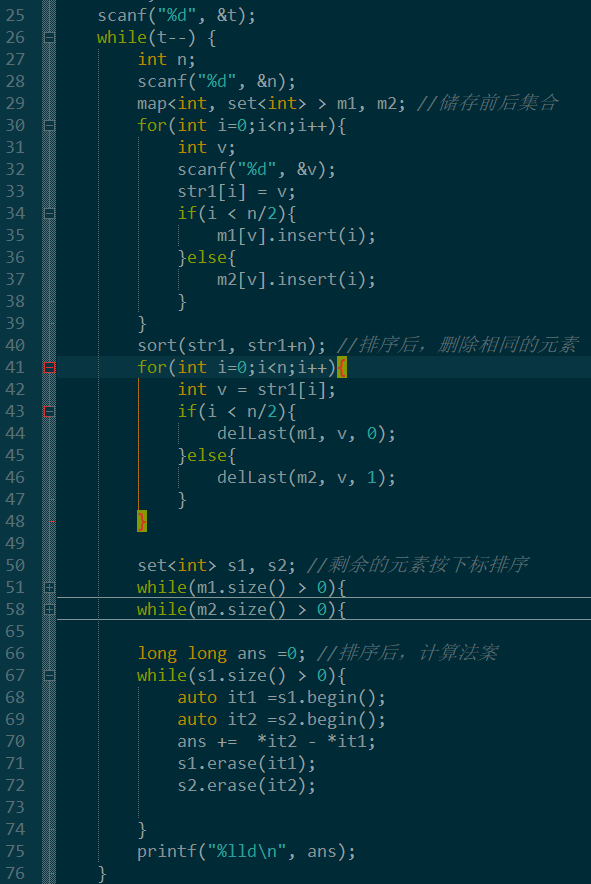 25 scanf("%d", &t);
26 while(t--) {
27 int n;
28 scanf("%d", &n);
29 map<int, set<int> > m1, m2; //储存前后集合
30 for(int i=0;i<n;i++){
31 int v;
32 scanf("%d", &v);
33 str1[i] = v;
34 if(i < n/2){
35 m1[v].insert(i);
36 }else{
37 m2[v].insert(i);
38 }
39 }
40 sort(str1, str1+n); //排序后，删除相同的元素
41 for(int i=0;i<n;i++){
42 int v = str1[i];
43 if(i < n/2){
44 delLast(m1, v, 0);
45 }else{
46 delLast(m2, v, 1);
47 }
48 }
49
50 set<int> s1, s2; //剩余的元素按下标排序
51 while(m1.size() > 0){
58 while(m2.size() > 0){
65
66 long long ans =0; //排序后，计算法案
67 while(s1.size() > 0){
68 auto it1 =s1.begin();
69 auto it2 =s2.begin();
70 ans +=  *it2 - *it1;
71 s1.erase(it1);
72 s2.erase(it2);
73
74 }
75 printf("%lld\n", ans);
76 }